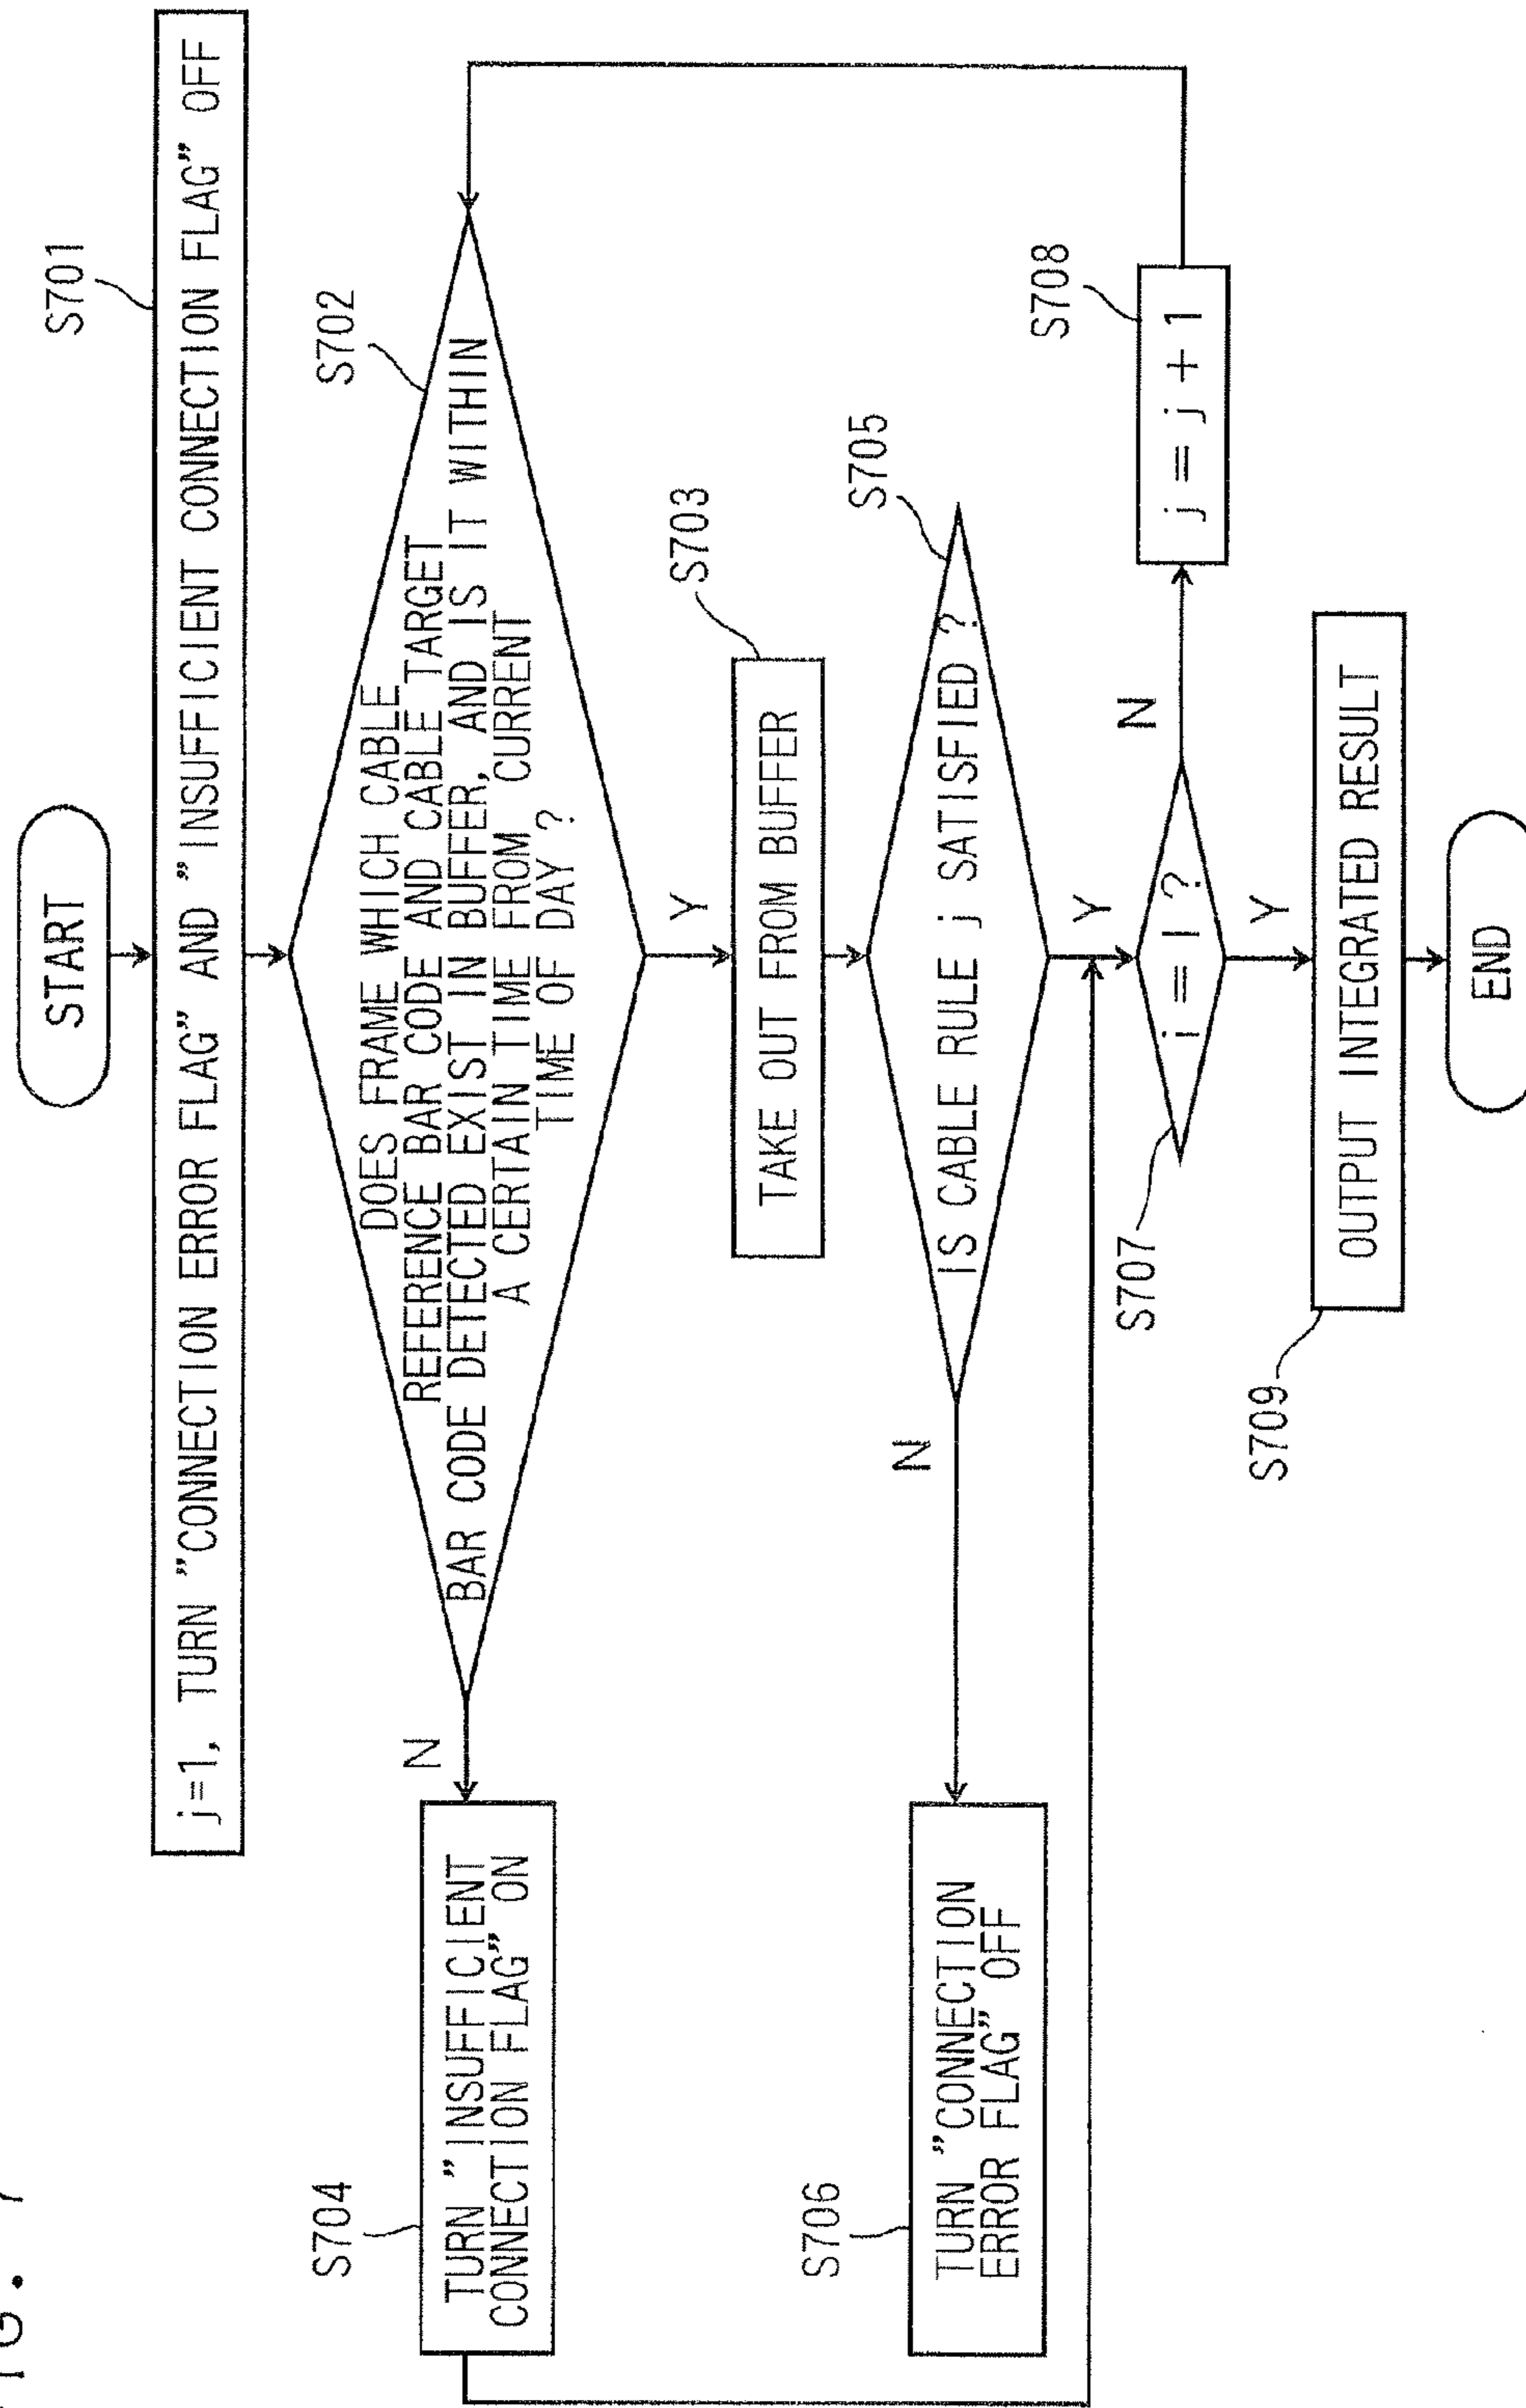 FIG. 7
START
S701
j=1, TURN "CONNECTION ERROR FLAG" AND "INSUFFICIENT CONNECTION FLAG" OFF
S702
DOES FRAME WHICH CABLE
REFERENCE BAR CODE AND CABLE TARGET
BAR CODE DETECTED EXIST IN BUFFER, AND IS IT WITHIN
A CERTAIN TIME FROM CURRENT
TIME OF DAY ?
N
Y
S704
TURN "INSUFFICIENT
CONNECTION FLAG" ON
S703
TAKE OUT FROM BUFFER
S705
IS CABLE RULE j SATISFIED ?
N
Y
S706
TURN "CONNECTION
ERROR FLAG" OFF
S707
i = I ?
N
Y
S708
j = j + 1
S709
OUTPUT INTEGRATED RESULT
END